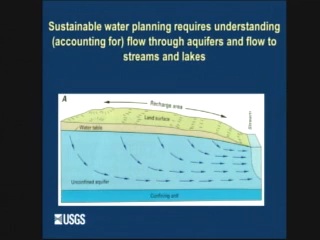 Sustainable water planning requires understanding
(accounting for) flow through aquifers and flow to
streams and lakes
A
Recharge area
Land surface
Stream
Water table
Unconfined aquifer
Confining unit
USGS